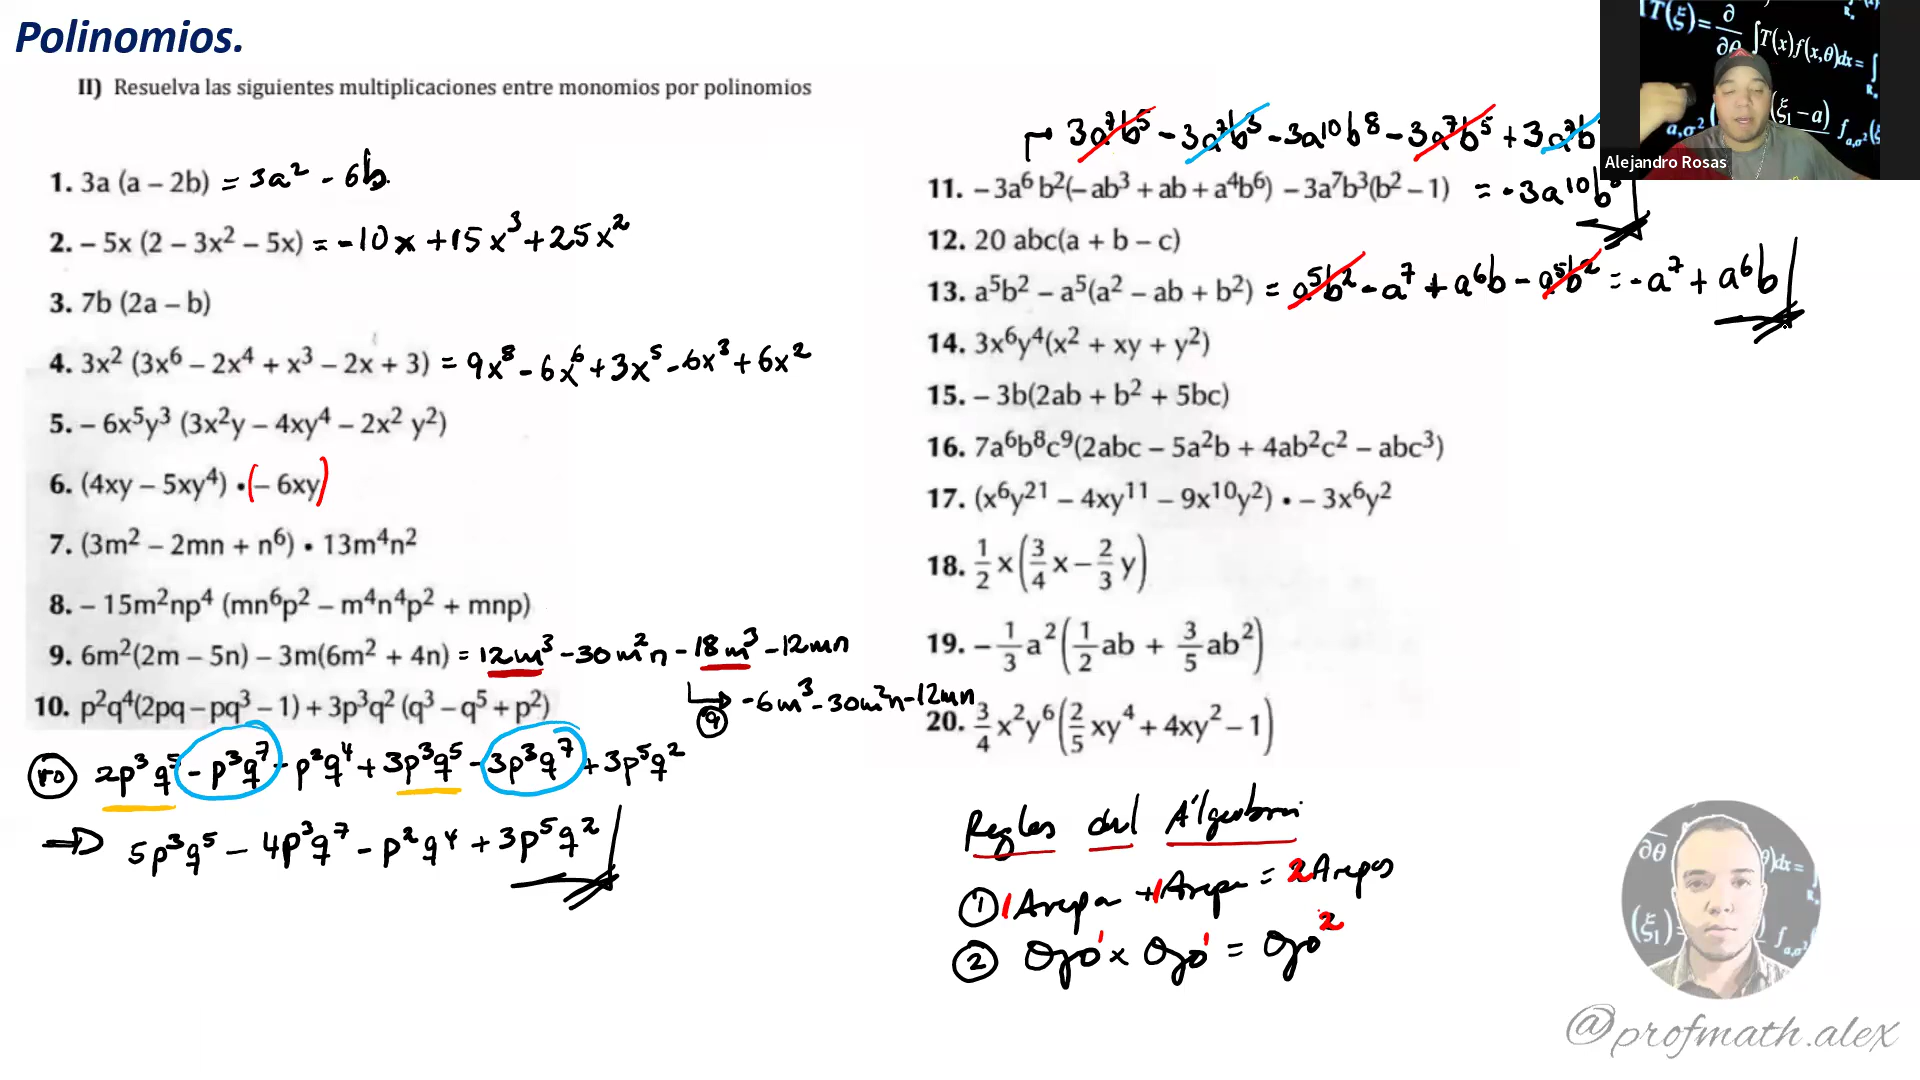 Polinomios.
II) Resuelva las siguientes multiplicaciones entre monomios por polinomios
1. 3a (a – 2b) = 3a² - 6b.
2. – 5x (2 – 3x² – 5x) = -10x +15x³ +25x²
3. 7b (2a – b)
4. 3x² (3x⁶ – 2x⁴ + x³ – 2x + 3) = 9x⁸ - 6x⁶ + 3x⁵ - 6x³ + 6x²
5. – 6x⁵y³ (3x²y – 4xy⁴ – 2x² y²)
6. (4xy – 5xy⁴) • (– 6xy)
7. (3m² – 2mn + n⁶) • 13m⁴n²
8. – 15m²np⁴ (mn⁶p² – m⁴n⁴p² + mnp)
9. 6m²(2m – 5n) – 3m(6m² + 4n) = 12m³ - 30m²n - 18m³ - 12mn
9 -6m³ - 30m²n - 12mn
10. p²q⁴(2pq – pq³ – 1) + 3p³q² (q³ – q⁵ + p²)
10 2p³q⁵ - p³q⁷ - p²q⁴ + 3p³q⁵ - 3p³q⁷ + 3p⁵q²
⇒ 5p³q⁵ - 4p³q⁷ - p²q⁴ + 3p⁵q²
3a⁷b⁵ - 3a⁷b³ - 3a¹⁰b⁸ - 3a⁷b⁵ + 3a⁷b
11. – 3a⁶ b²(– ab³ + ab + a⁴b⁶) – 3a⁷b³(b² – 1) = -3a¹⁰b⁸
12. 20 abc(a + b – c)
13. a⁵b² – a⁵(a² – ab + b²) = a⁵b² - a⁷ + a⁶b - a⁵b² = -a⁷ + a⁶b
14. 3x⁶y⁴(x² + xy + y²)
15. – 3b(2ab + b² + 5bc)
16. 7a⁶b⁸c⁹(2abc – 5a²b + 4ab²c² – abc³)
17. (x⁶y²¹ – 4xy¹¹ – 9x¹⁰y²) • – 3x⁶y²
18. 1/2 x(3/4 x – 2/3 y)
19. – 1/3 a²(1/2 ab + 3/5 ab²)
20. 3/4 x²y⁶(2/5 xy⁴ + 4xy² – 1)
Reglas del Álgebra
① 1 Arepa + 1 Arepa = 2 Arepas
② Ojo¹ x Ojo¹ = Ojo²
Alejandro Rosas
@profmath.alex